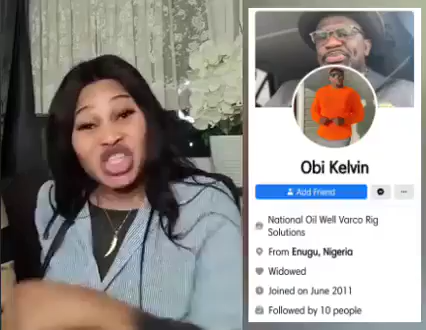 Obi Kelvin
Add Friend
National Oil Well Varco Rig
Solutions
From Enugu, Nigeria
Widowed
Joined on June 2011
Followed by 10 people